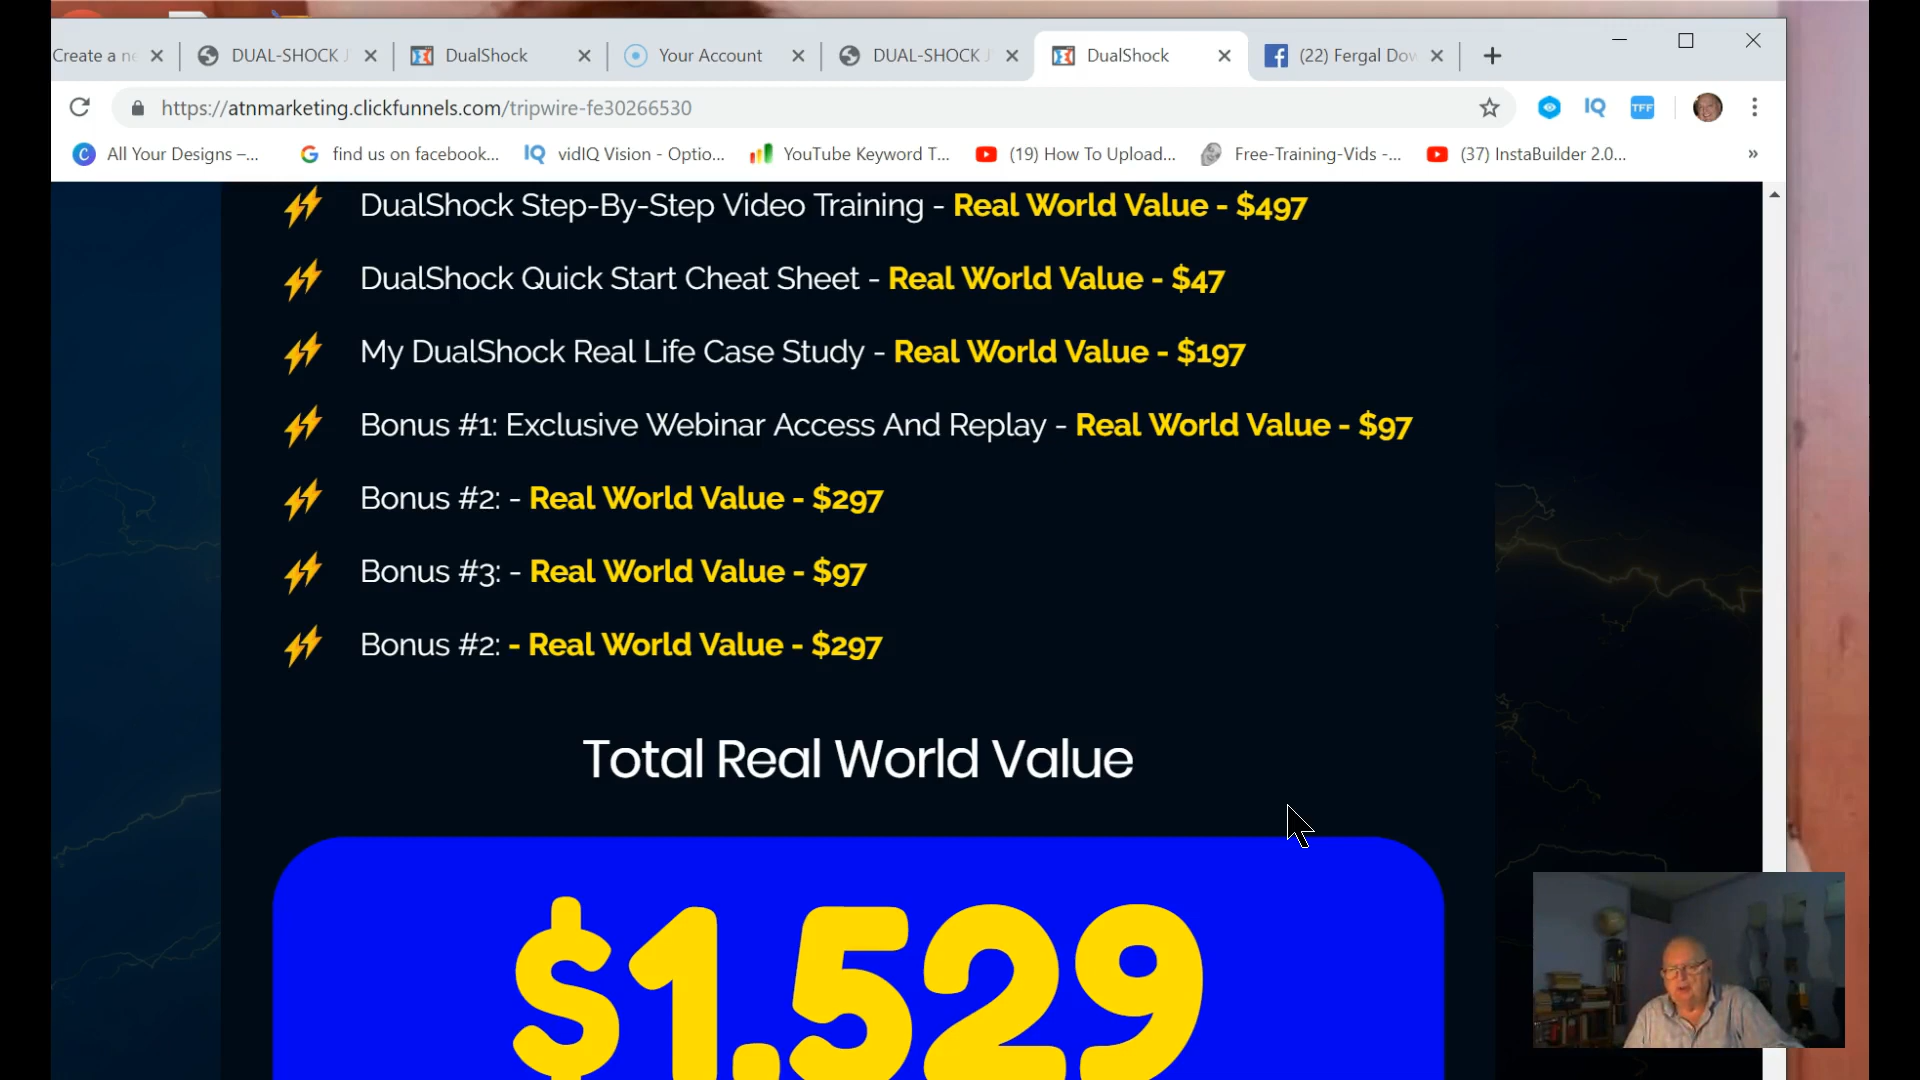 Create a ne
DUAL-SHOCK J
DualShock
Your Account
DUAL-SHOCK J
DualShock
(22) Fergal Dow
https://atnmarketing.clickfunnels.com/tripwire-fe30266530
IQ
TFF
All Your Designs –...
find us on facebook...
IQ
vidIQ Vision - Optio...
YouTube Keyword T...
(19) How To Upload...
Free-Training-Vids -...
(37) InstaBuilder 2.0...
»
DualShock Step-By-Step Video Training - Real World Value - $497
DualShock Quick Start Cheat Sheet - Real World Value - $47
My DualShock Real Life Case Study - Real World Value - $197
Bonus #1: Exclusive Webinar Access And Replay - Real World Value - $97
Bonus #2: - Real World Value - $297
Bonus #3: - Real World Value - $97
Bonus #2: - Real World Value - $297
Total Real World Value
$1,529